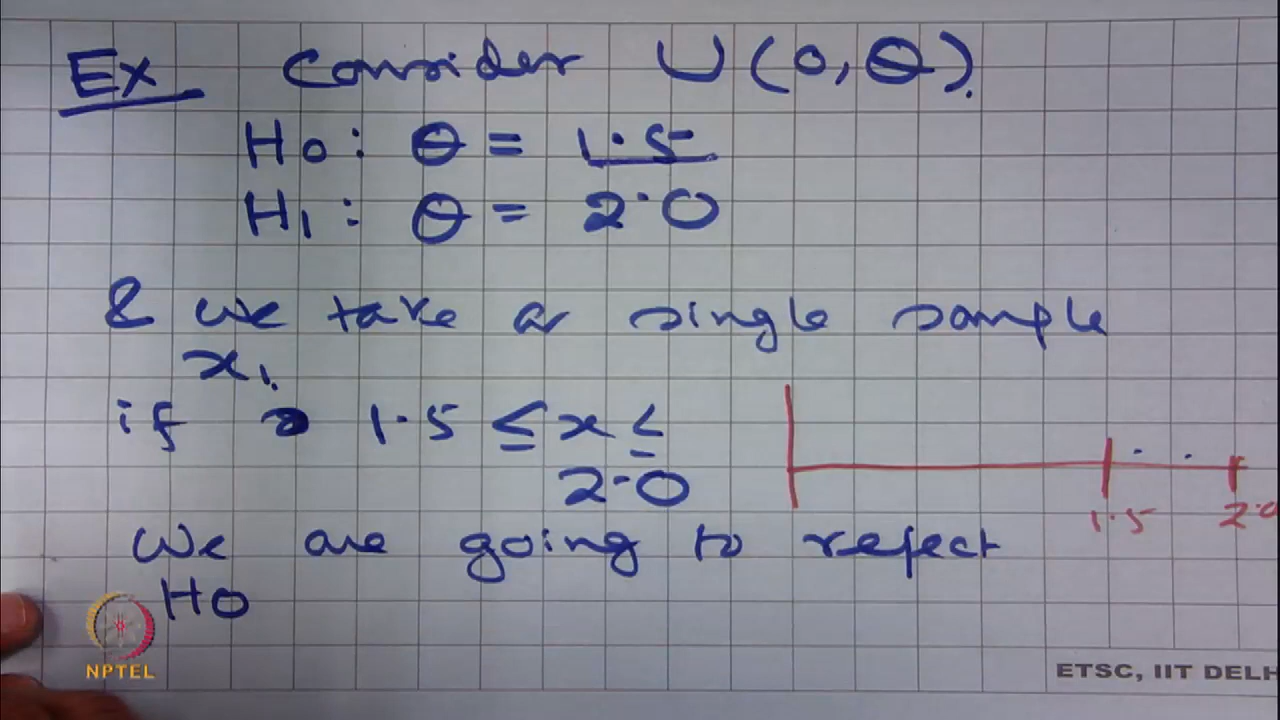 Ex Consider U(0, θ).
H0: θ = 1.5
H1: θ = 2.0
& we take a single sample
x1.
if 1.5 ≤ x ≤
2.0
1.5 2.0
We are going to reject
H0
NPTEL
ETSC, IIT DELH